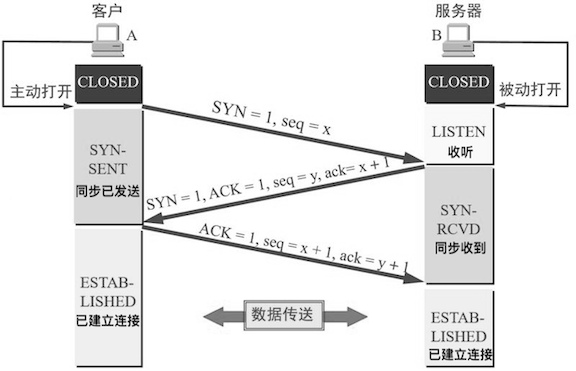 客户
服务器
A
B
主动打开
CLOSED
CLOSED
被动打开
SYN = 1, seq = x
LISTEN
收听
SYN-
SENT
同步已发送
SYN = 1, ACK = 1, seq = y, ack= x + 1
SYN-
RCVD
同步收到
ACK = 1, seq = x + 1, ack = y + 1
ESTAB-
LISHED
已建立连接
数据传送
ESTAB-
LISHED
已建立连接